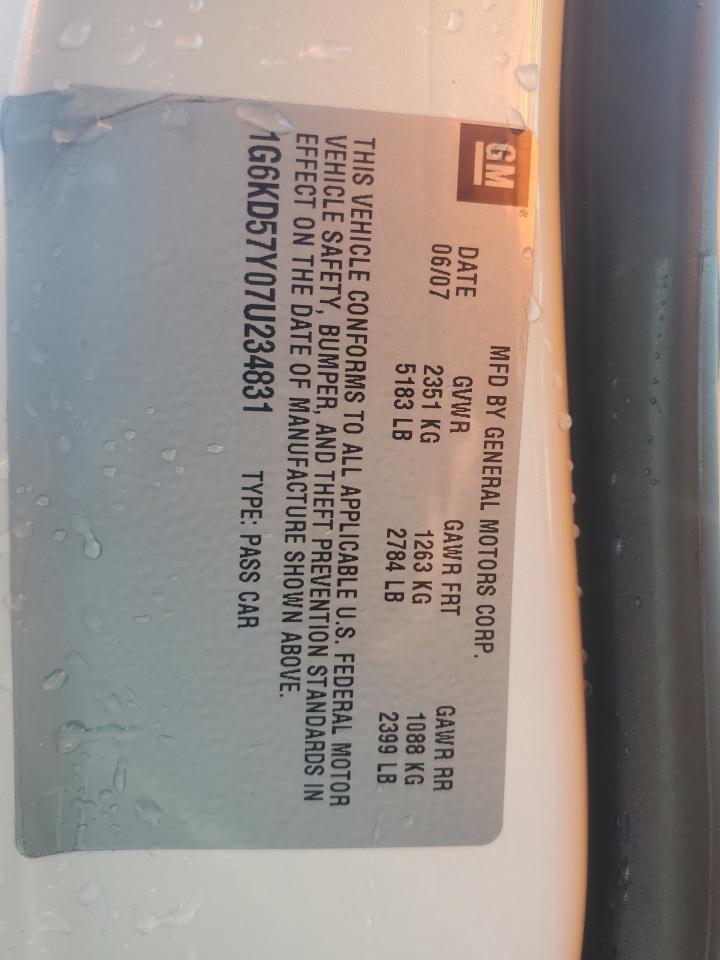 GM®
MFD BY GENERAL MOTORS CORP.
DATE GVWR GAWR FRT GAWR RR
06/07 2351 KG 1263 KG 1088 KG
5183 LB 2784 LB 2399 LB
THIS VEHICLE CONFORMS TO ALL APPLICABLE U.S. FEDERAL MOTOR
VEHICLE SAFETY, BUMPER, AND THEFT PREVENTION STANDARDS IN
EFFECT ON THE DATE OF MANUFACTURE SHOWN ABOVE.
1G6KD57Y07U234831 TYPE: PASS CAR